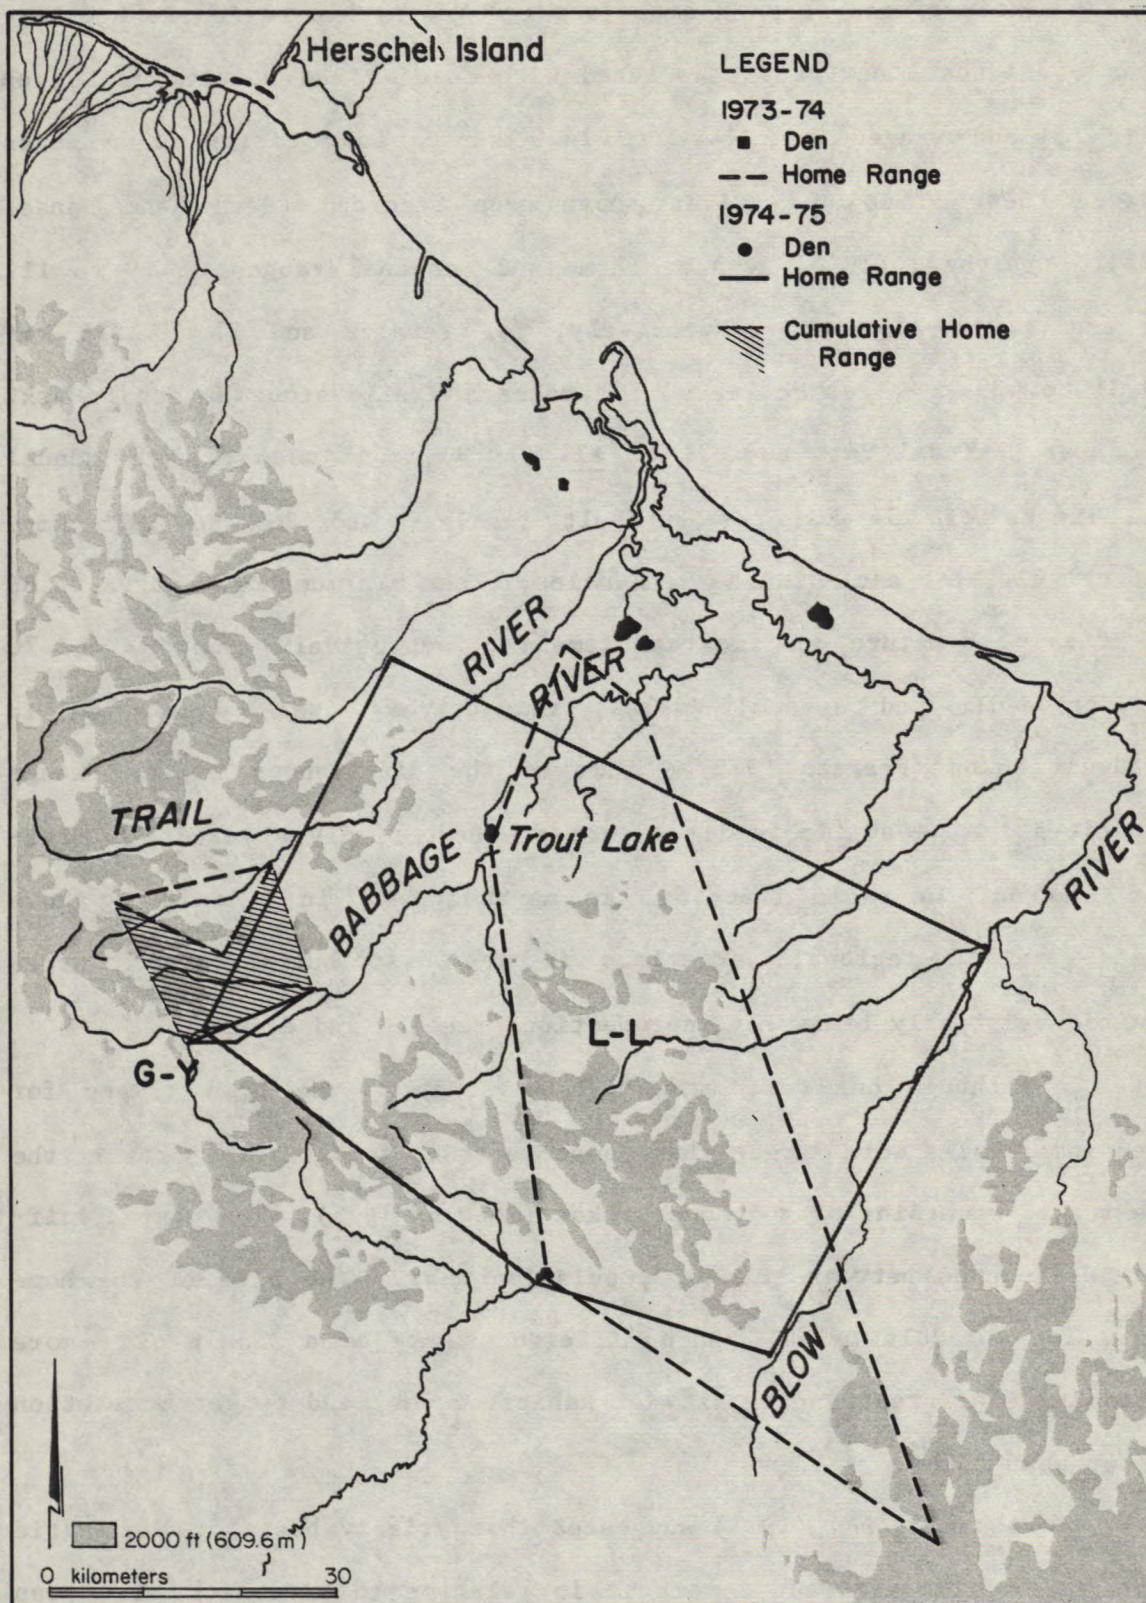 Herschel Island
LEGEND
1973-74
Den
Home Range
1974-75
Den
Home Range
Cumulative Home
Range
RIVER
RIVER
TRAIL
BABBAGE
Trout Lake
RIVER
L-L
G-Y
BLOW
2000 ft (609.6 m)
0 kilometers 30